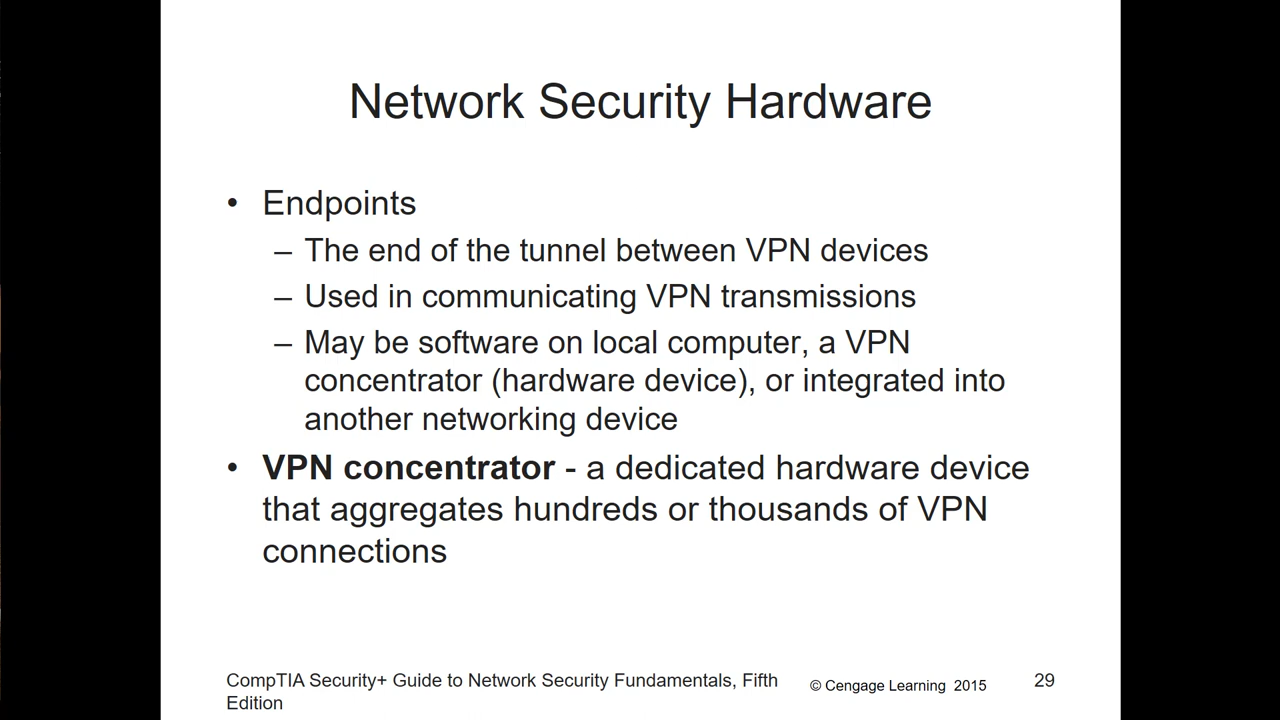 Network Security Hardware
• Endpoints
– The end of the tunnel between VPN devices
– Used in communicating VPN transmissions
– May be software on local computer, a VPN
concentrator (hardware device), or integrated into
another networking device
• VPN concentrator - a dedicated hardware device
that aggregates hundreds or thousands of VPN
connections
CompTIA Security+ Guide to Network Security Fundamentals, Fifth
Edition
© Cengage Learning 2015
29